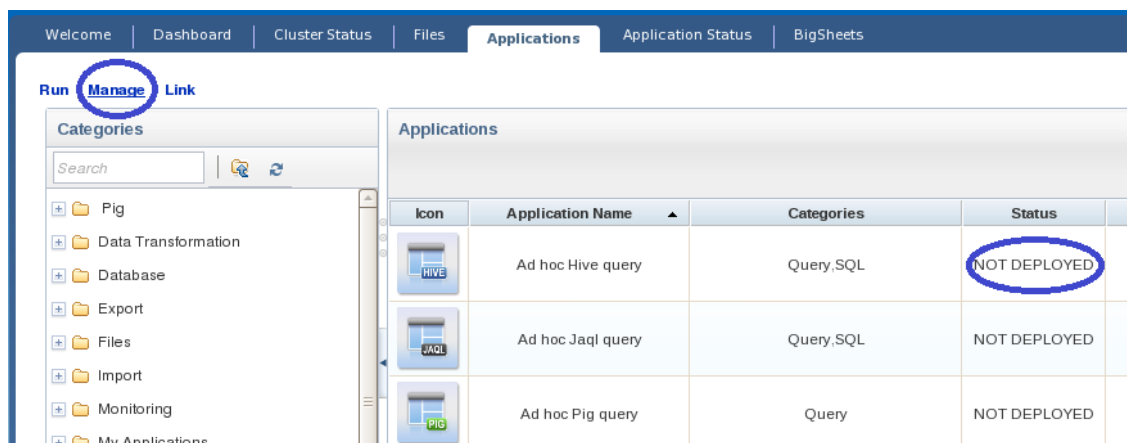 Welcome Dashboard Cluster Status Files Applications Application Status BigSheets
Run Manage Link
Categories
Search
Pig
Data Transformation
Database
Export
Files
Import
Monitoring
My Applications
Applications
Icon Application Name Categories Status
HIVE Ad hoc Hive query Query,SQL NOT DEPLOYED
JAQL Ad hoc Jaql query Query,SQL NOT DEPLOYED
PIG Ad hoc Pig query Query NOT DEPLOYED